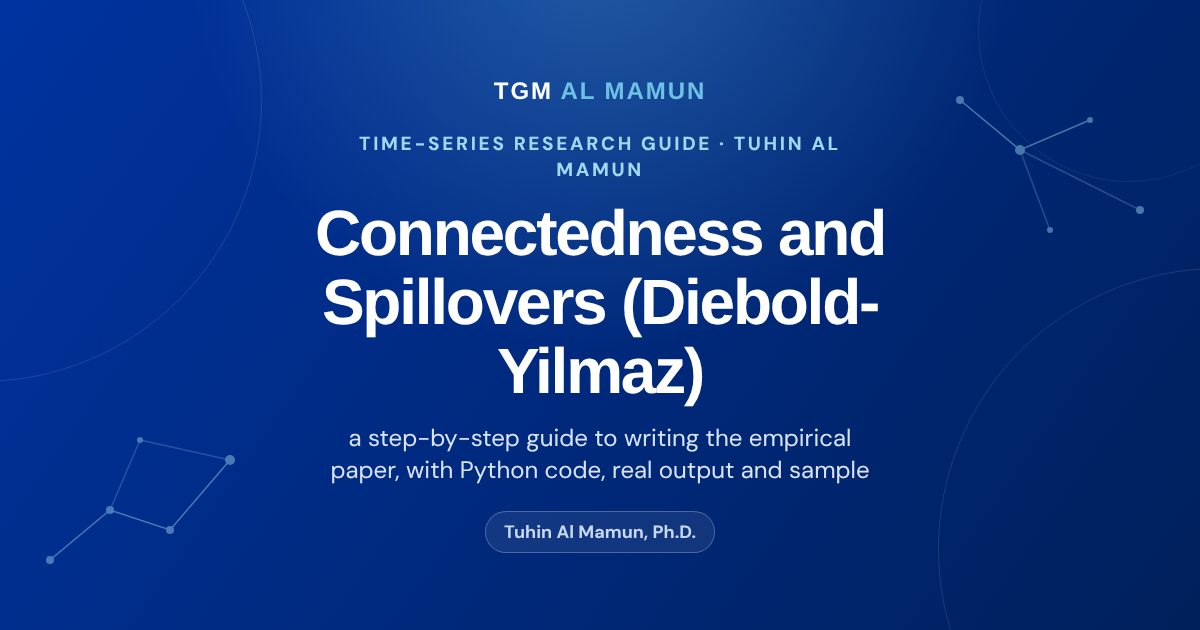 TGM AL MAMUN
TIME-SERIES RESEARCH GUIDE · TUHIN AL
MAMUN
Connectedness and
Spillovers (Diebold-
Yilmaz)
a step-by-step guide to writing the empirical
paper, with Python code, real output and sample
Tuhin Al Mamun, Ph.D.